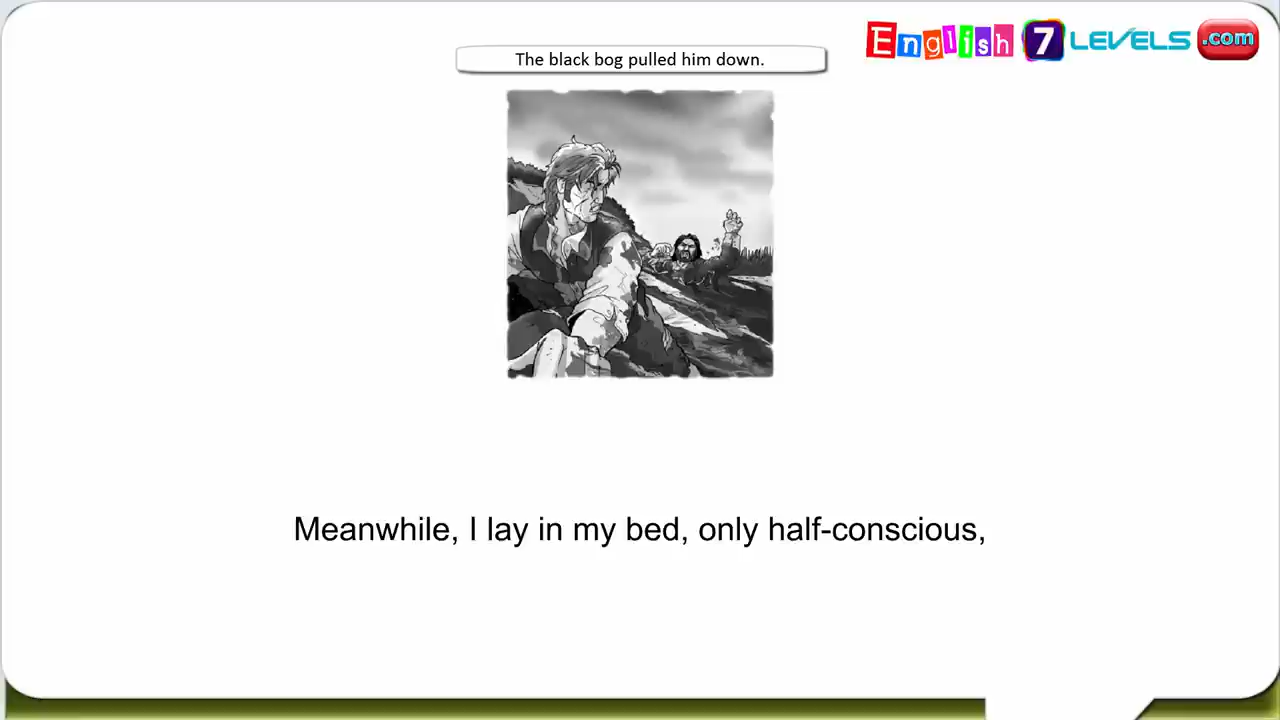 English 7 LEVELS .com
The black bog pulled him down.
Meanwhile, I lay in my bed, only half-conscious,